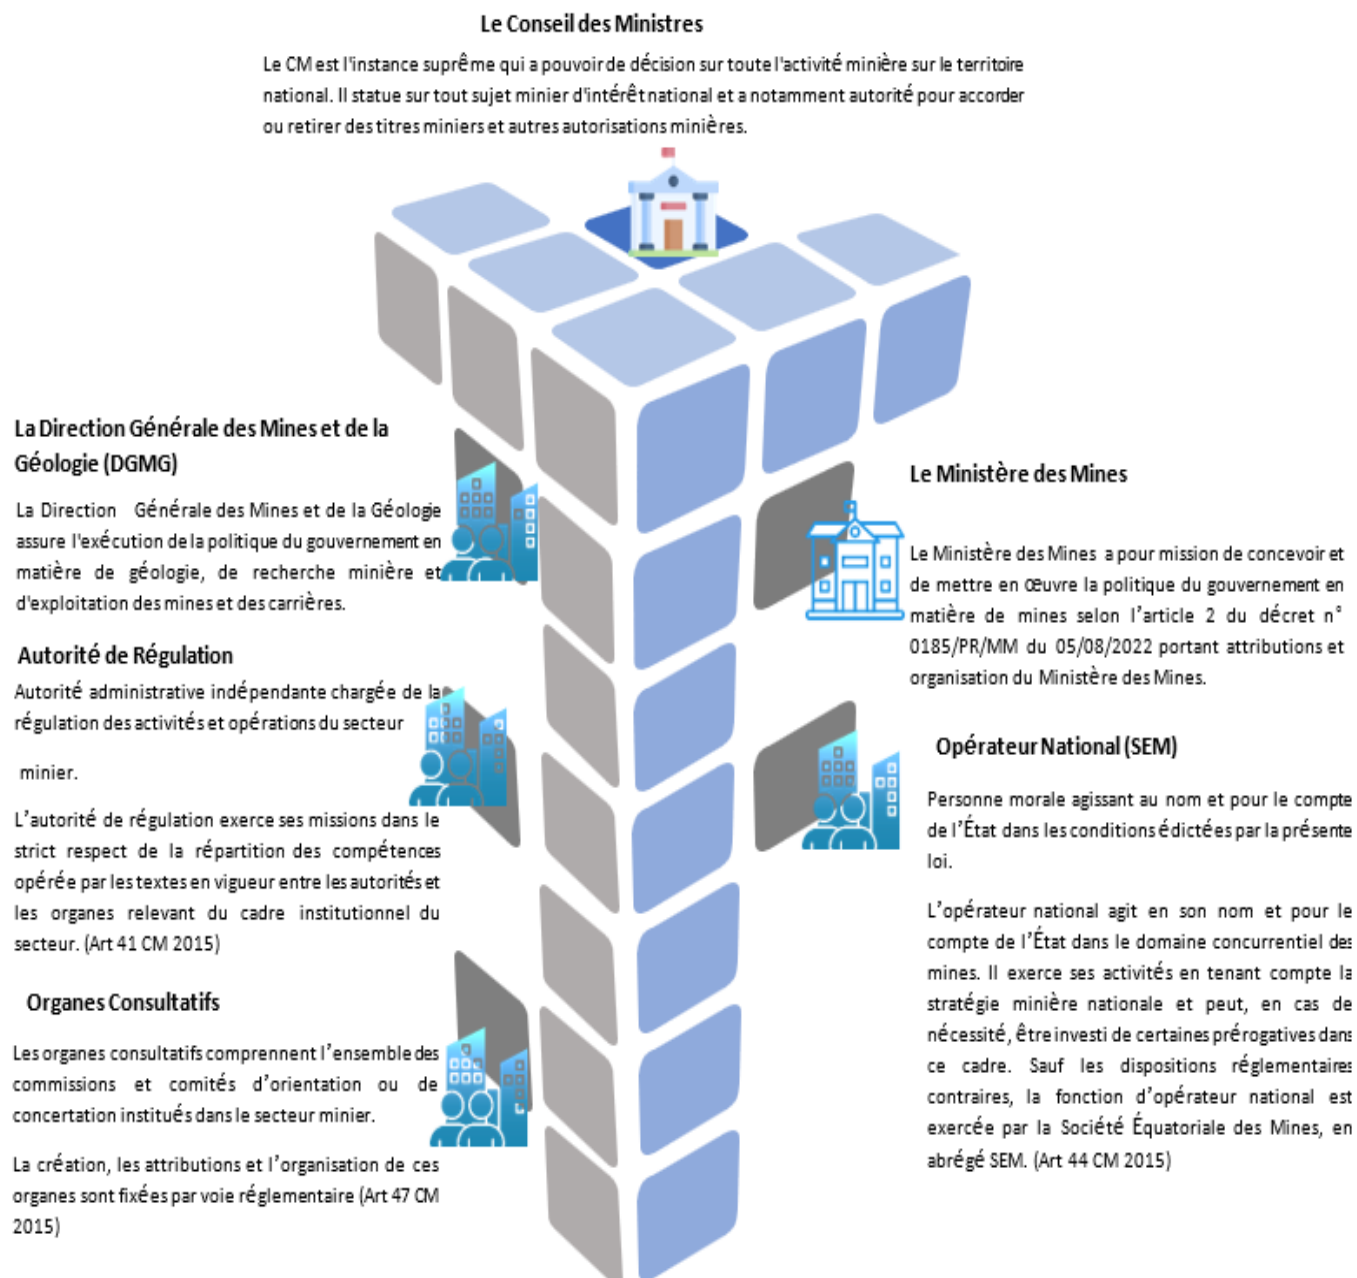 Le Conseil des Ministres
Le CM est l'instance suprême qui a pouvoir de décision sur toute l'activité minière sur le territoire
national. Il statue sur tout sujet minier d'intérêt national et a notamment autorité pour accorder
ou retirer des titres miniers et autres autorisations minières.
La Direction Générale des Mines et de la
Géologie (DGMG)
La Direction Générale des Mines et de la Géologie
assure l'exécution de la politique du gouvernement en
matière de géologie, de recherche minière et
d'exploitation des mines et des carrières.
Autorité de Régulation
Autorité administrative indépendante chargée de la
régulation des activités et opérations du secteur
minier.
L'autorité de régulation exerce ses missions dans le
strict respect de la répartition des compétences
opérée par les textes en vigueur entre les autorités et
les organes relevant du cadre institutionnel du
secteur. (Art 41 CM 2015)
Organes Consultatifs
Les organes consultatifs comprennent l'ensemble des
commissions et comités d'orientation ou de
concertation institués dans le secteur minier.
La création, les attributions et l'organisation de ces
organes sont fixées par voie réglementaire (Art 47 CM
2015)
Le Ministère des Mines
Le Ministère des Mines a pour mission de concevoir et
de mettre en œuvre la politique du gouvernement en
matière de mines selon l'article 2 du décret n°
0185/PR/MM du 05/08/2022 portant attributions et
organisation du Ministère des Mines.
Opérateur National (SEM)
Personne morale agissant au nom et pour le compte
de l'État dans les conditions édictées par la présente
loi.
L'opérateur national agit en son nom et pour le
compte de l'État dans le domaine concurrentiel des
mines. Il exerce ses activités en tenant compte la
stratégie minière nationale et peut, en cas de
nécessité, être investi de certaines prérogatives dans
ce cadre. Sauf les dispositions réglementaires
contraires, la fonction d'opérateur national est
exercée par la Société Équatoriale des Mines, en
abrégé SEM. (Art 44 CM 2015)